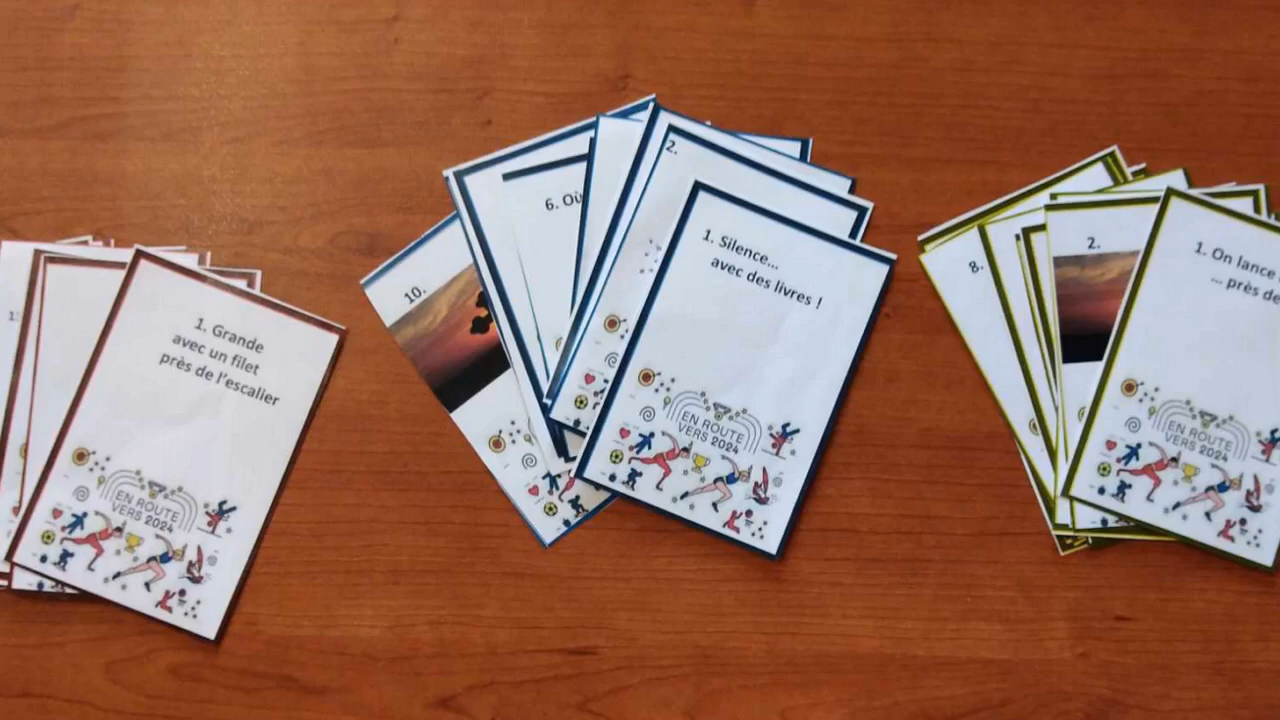 1. Grande
avec un filet
près de l'escalier
EN ROUTE
VERS 2024
10.
6. Où
2.
1. Silence...
avec des livres !
EN ROUTE
VERS 2024
8.
2.
1. On lance
... près de
EN ROUTE
VERS 2024